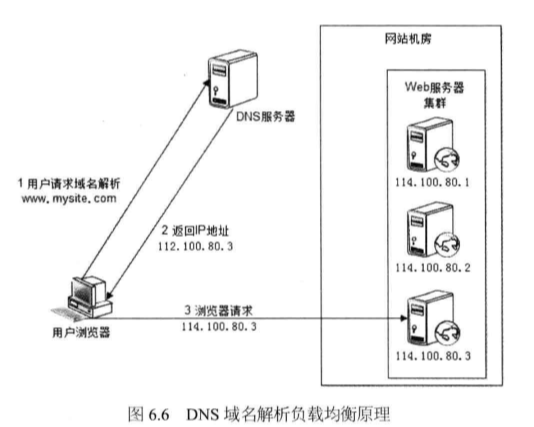 网站机房
Web服务器
集群
DNS服务器
114.100.80.1
1 用户请求域名解析
www.mysite.com
2 返回IP地址
112.100.80.3
114.100.80.2
3 浏览器请求
114.100.80.3
用户浏览器
114.100.80.3
图 6.6 DNS 域名解析负载均衡原理